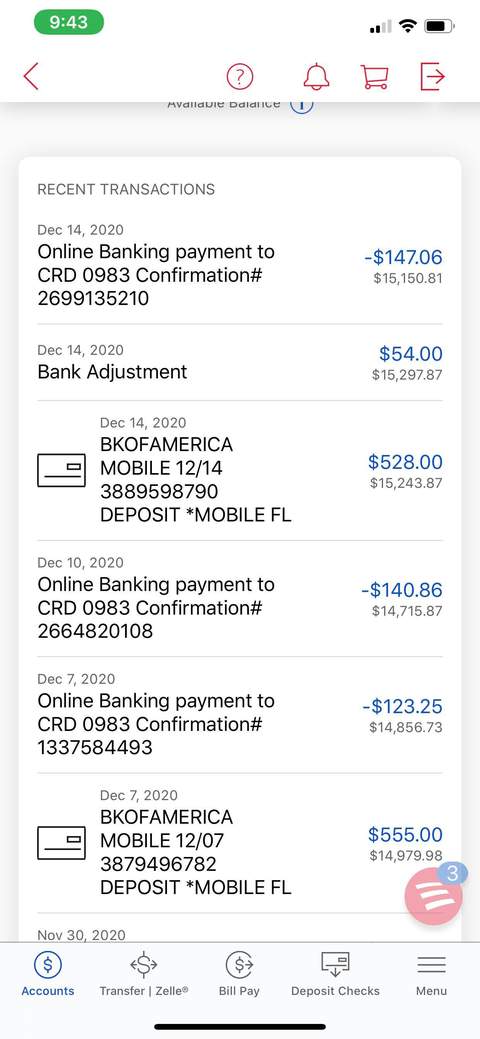 9:43
Available Balance
RECENT TRANSACTIONS
Dec 14, 2020
Online Banking payment to
CRD 0983 Confirmation#
2699135210
-$147.06
$15,150.81
Dec 14, 2020
Bank Adjustment
$54.00
$15,297.87
Dec 14, 2020
BKOFAMERICA
MOBILE 12/14
3889598790
DEPOSIT *MOBILE FL
$528.00
$15,243.87
Dec 10, 2020
Online Banking payment to
CRD 0983 Confirmation#
2664820108
-$140.86
$14,715.87
Dec 7, 2020
Online Banking payment to
CRD 0983 Confirmation#
1337584493
-$123.25
$14,856.73
Dec 7, 2020
BKOFAMERICA
MOBILE 12/07
3879496782
DEPOSIT *MOBILE FL
$555.00
$14,979.98
3
Nov 30, 2020
Accounts
Transfer | Zelle®
Bill Pay
Deposit Checks
Menu